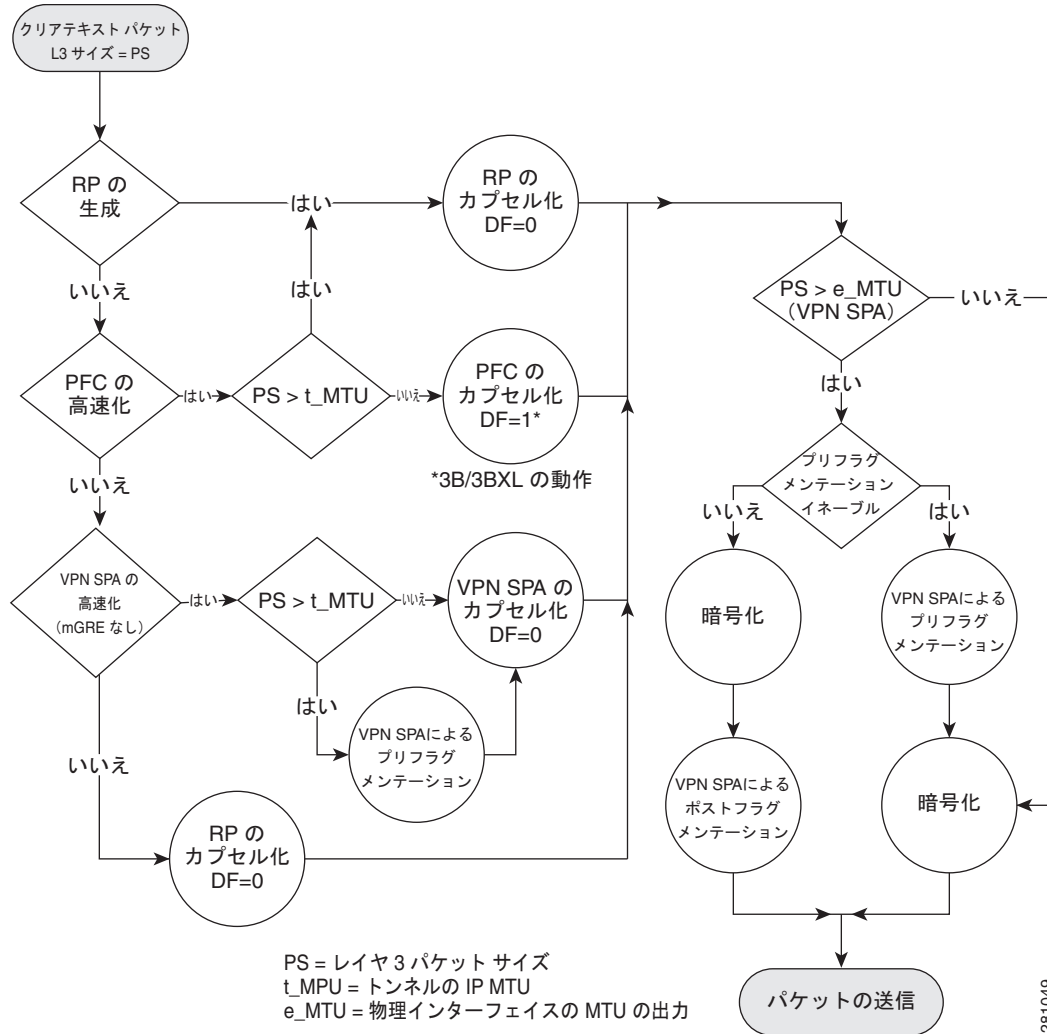 クリアテキスト パケット
L3 サイズ = PS
RP の
生成
はい
RP の
カプセル化
DF=0
いいえ
はい
PS > e_MTU
(VPN SPA)
いいえ
はい
PFC の
高速化
はい
PS > t_MTU
いいえ
PFC の
カプセル化
DF=1*
*3B/3BXL の動作
いいえ
プリフラグ
メンテーション
イネーブル
いいえ
はい
VPN SPA の
高速化
(mGRE なし)
はい
PS > t_MTU
いいえ
VPN SPA の
カプセル化
DF=0
はい
VPN SPAによる
プリフラグ
メンテーション
暗号化
VPN SPAによる
プリフラグ
メンテーション
いいえ
RP の
カプセル化
DF=0
VPN SPAによる
ポストフラグ
メンテーション
暗号化
PS = レイヤ 3 パケット サイズ
t_MPU = トンネルの IP MTU
e_MTU = 物理インターフェイスの MTU の出力
パケットの送信
281049